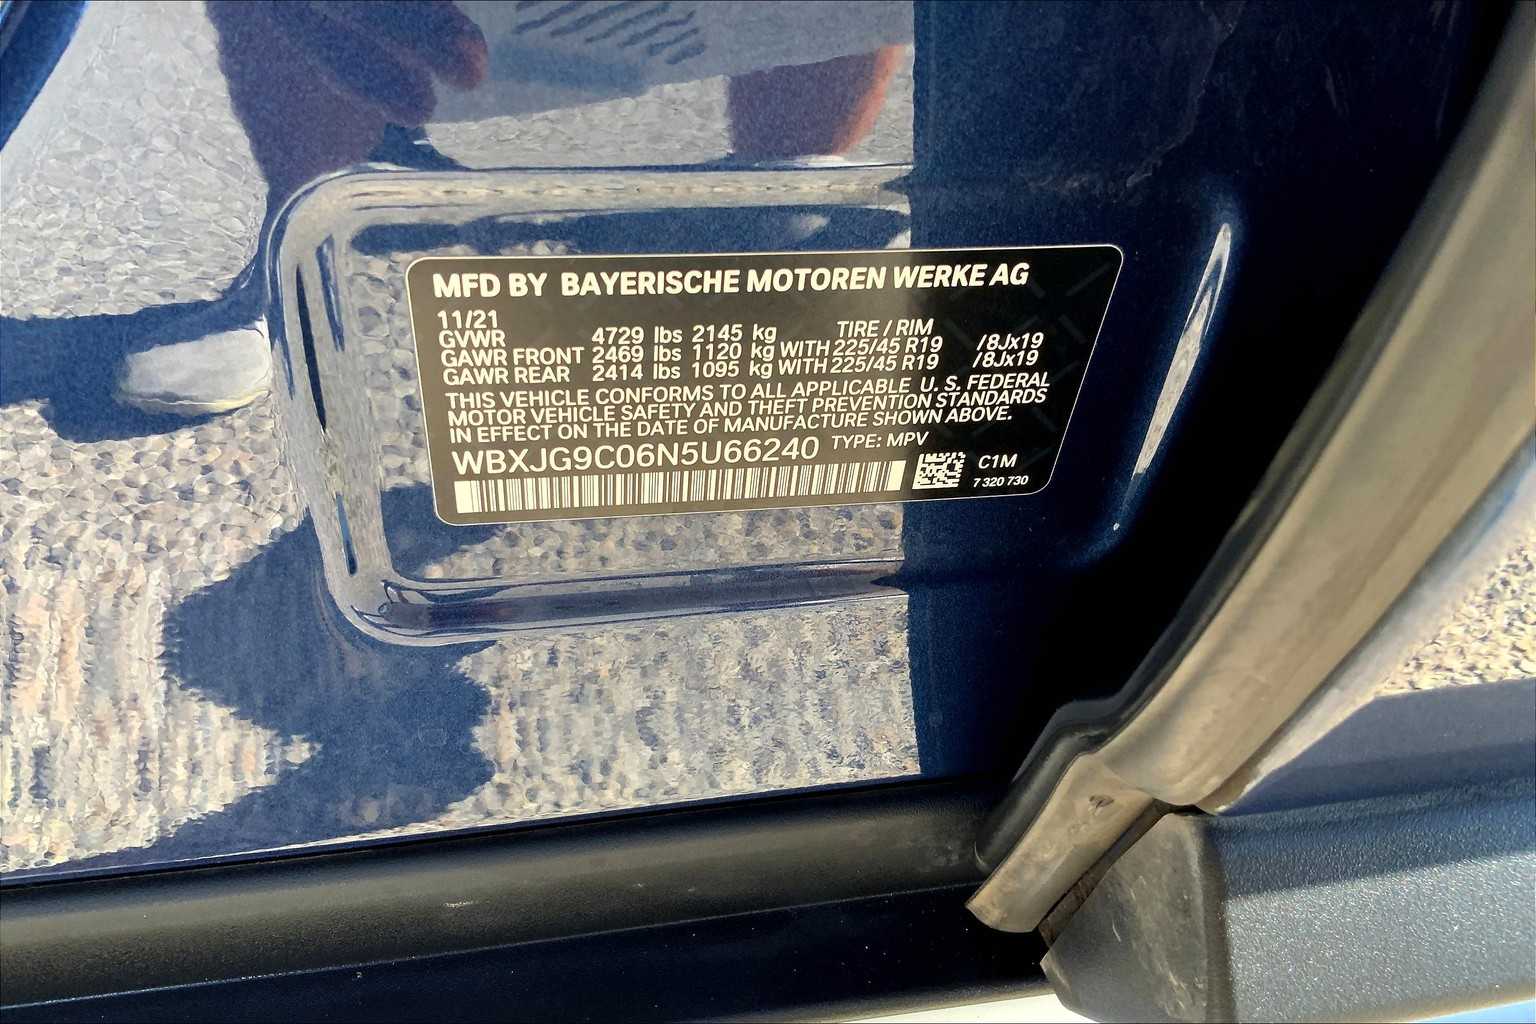 MFD BY BAYERISCHE MOTOREN WERKE AG
11/21 TIRE / RIM
GVWR 4729 lbs 2145 kg
GAWR FRONT 2469 lbs 1120 kg WITH 225/45 R19 /8Jx19
GAWR REAR 2414 lbs 1095 kg WITH 225/45 R19 /8Jx19
THIS VEHICLE CONFORMS TO ALL APPLICABLE U. S. FEDERAL
MOTOR VEHICLE SAFETY AND THEFT PREVENTION STANDARDS
IN EFFECT ON THE DATE OF MANUFACTURE SHOWN ABOVE.
WBXJG9C06N5U66240 TYPE: MPV
C1M
7 320 730